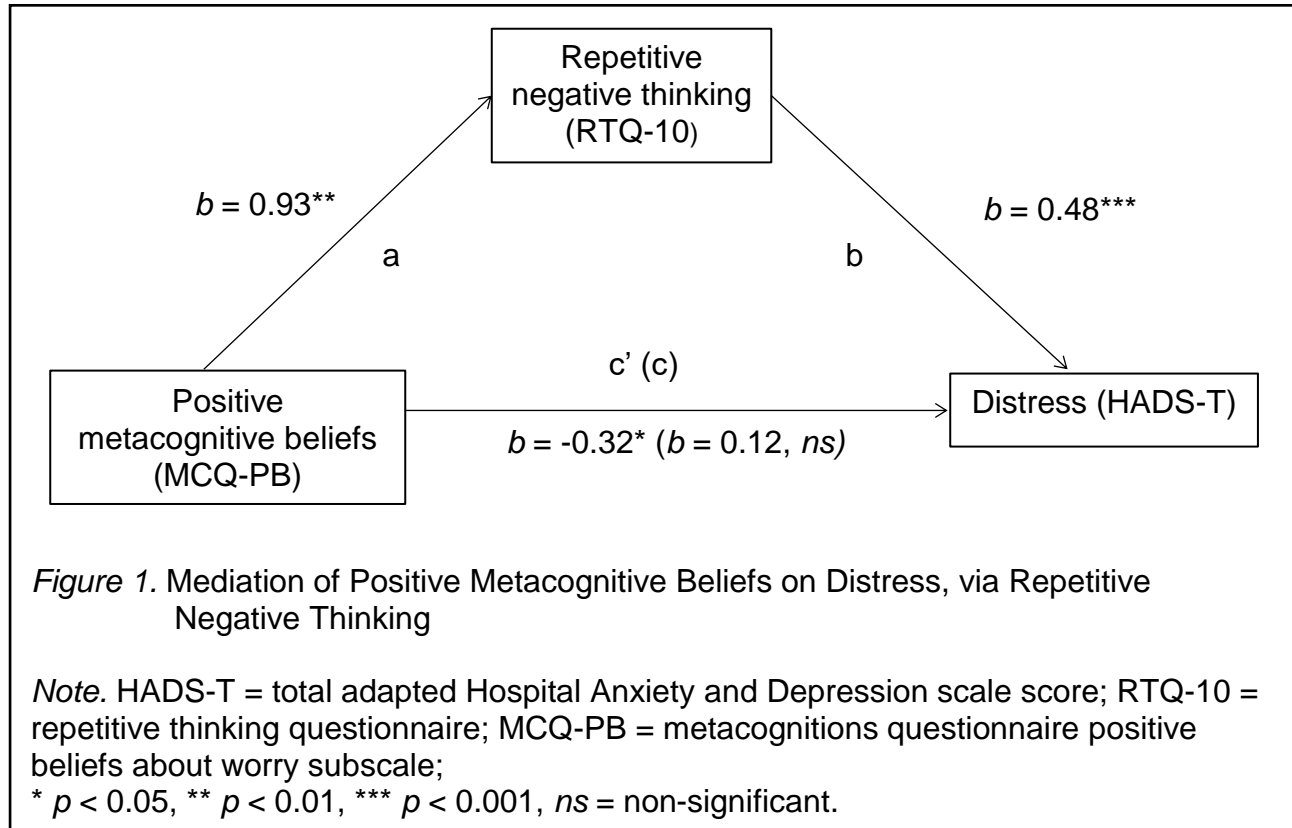 Repetitive
negative thinking
(RTQ-10)
b = 0.93**
b = 0.48***
a
b
c’ (c)
Positive
metacognitive beliefs
(MCQ-PB)
Distress (HADS-T)
b = -0.32* (b = 0.12, ns)
Figure 1. Mediation of Positive Metacognitive Beliefs on Distress, via Repetitive
Negative Thinking
Note. HADS-T = total adapted Hospital Anxiety and Depression scale score; RTQ-10 =
repetitive thinking questionnaire; MCQ-PB = metacognitions questionnaire positive
beliefs about worry subscale;
* p < 0.05, ** p < 0.01, *** p < 0.001, ns = non-significant.